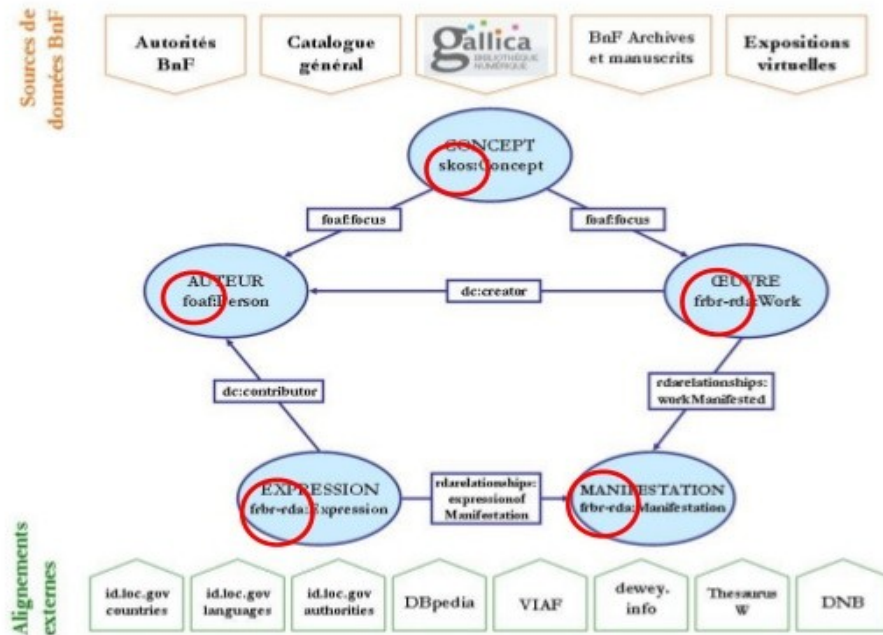 Sources de
données BnF
Autorités
BnF
Catalogue
général
gallica
BIBLIOTHÈQUE
NUMÉRIQUE
BnF Archives
et manuscrits
Expositions
virtuelles
CONCEPT
skos:Concept
foaf:focus
foaf:focus
AUTEUR
foaf:Person
dc:creator
ŒUVRE
frbr-rda:Work
dc:contributor
rdarelationships:
workManifested
EXPRESSION
frbr-rda:Expression
rdarelationships:
expressionof
Manifestation
MANIFESTATION
frbr-rda:Manifestation
Alignements
externes
id.loc.gov
countries
id.loc.gov
languages
id.loc.gov
authorities
DBpedia
VIAF
dewey.
info
Thesaurus
W
DNB